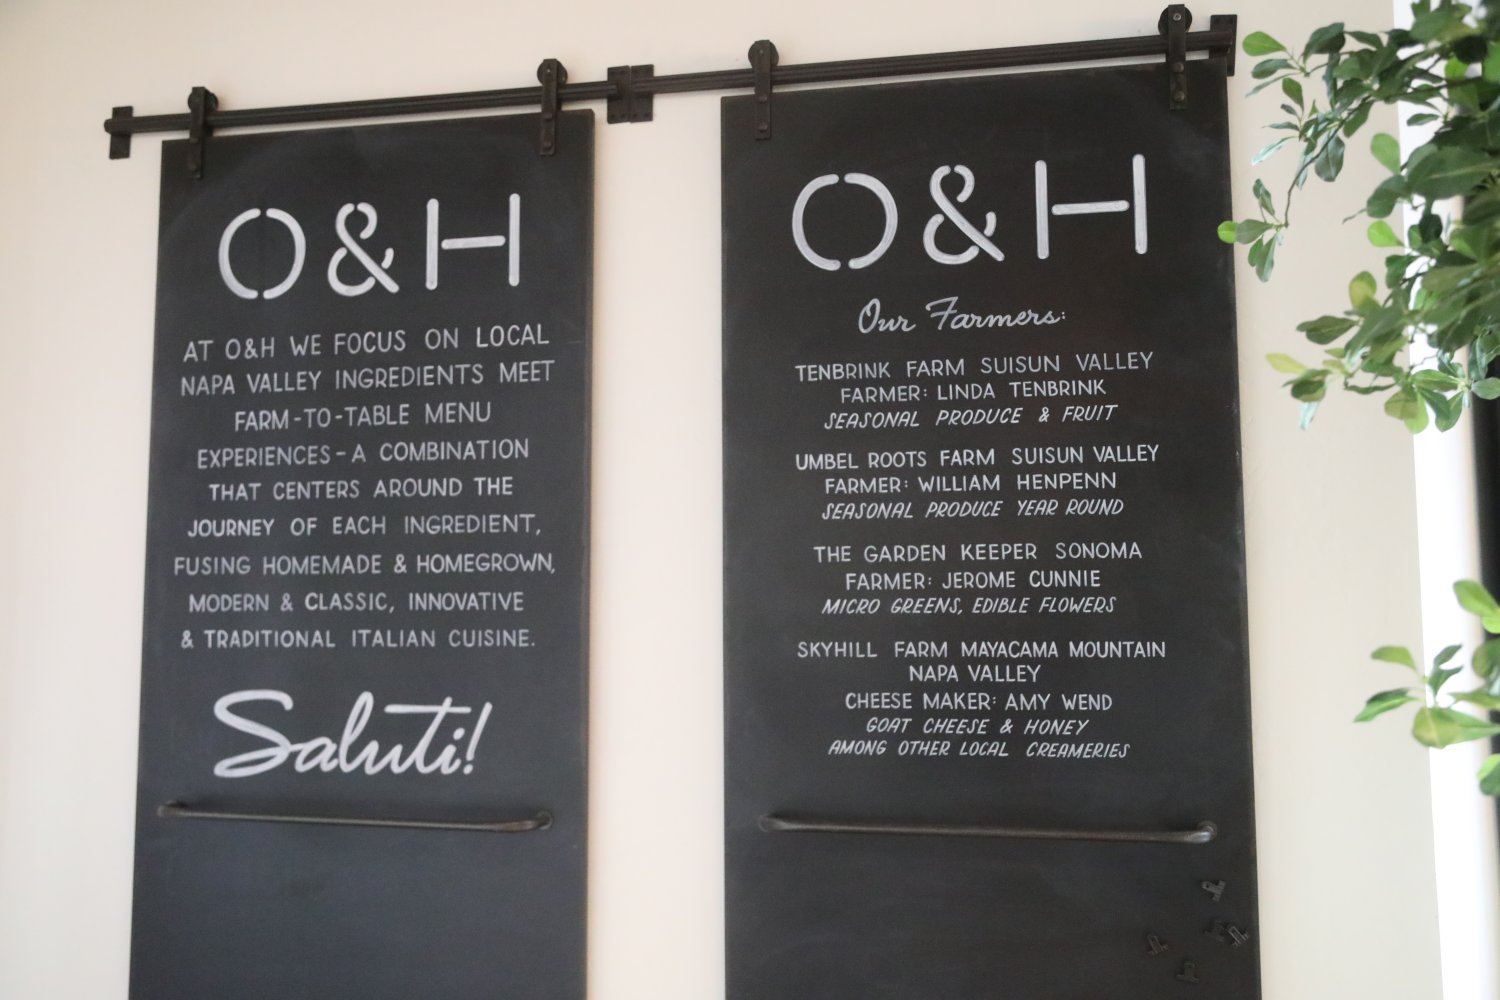 O&H
AT O&H WE FOCUS ON LOCAL
NAPA VALLEY INGREDIENTS MEET
FARM-TO-TABLE MENU
EXPERIENCES - A COMBINATION
THAT CENTERS AROUND THE
JOURNEY OF EACH INGREDIENT,
FUSING HOMEMADE & HOMEGROWN,
MODERN & CLASSIC, INNOVATIVE
& TRADITIONAL ITALIAN CUISINE.
Saluti!
O&H
Our Farmers:
TENBRINK FARM SUISUN VALLEY
FARMER: LINDA TENBRINK
SEASONAL PRODUCE & FRUIT
UMBEL ROOTS FARM SUISUN VALLEY
FARMER: WILLIAM HENPENN
SEASONAL PRODUCE YEAR ROUND
THE GARDEN KEEPER SONOMA
FARMER: JEROME CUNNIE
MICRO GREENS, EDIBLE FLOWERS
SKYHILL FARM MAYACAMA MOUNTAIN
NAPA VALLEY
CHEESE MAKER: AMY WEND
GOAT CHEESE & HONEY
AMONG OTHER LOCAL CREAMERIES